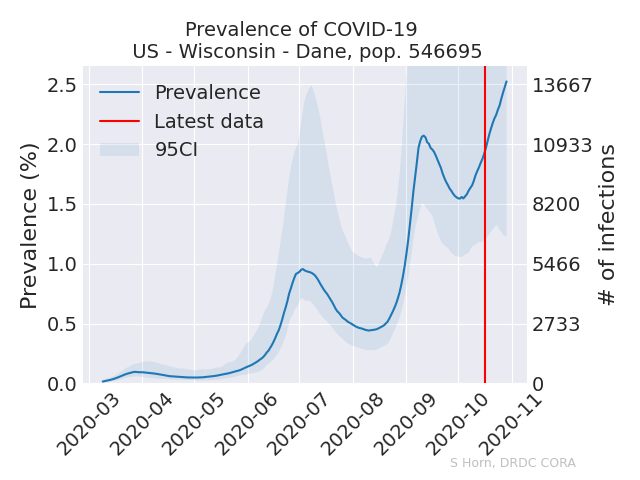 Prevalence of COVID-19
US - Wisconsin - Dane, pop. 546695
Prevalence
Latest data
95CI
Prevalence (%)
2.5
2.0
1.5
1.0
0.5
0.0
13667
10933
8200
5466
2733
0
# of infections
2020-03
2020-04
2020-05
2020-06
2020-07
2020-08
2020-09
2020-10
2020-11
S Horn, DRDC CORA